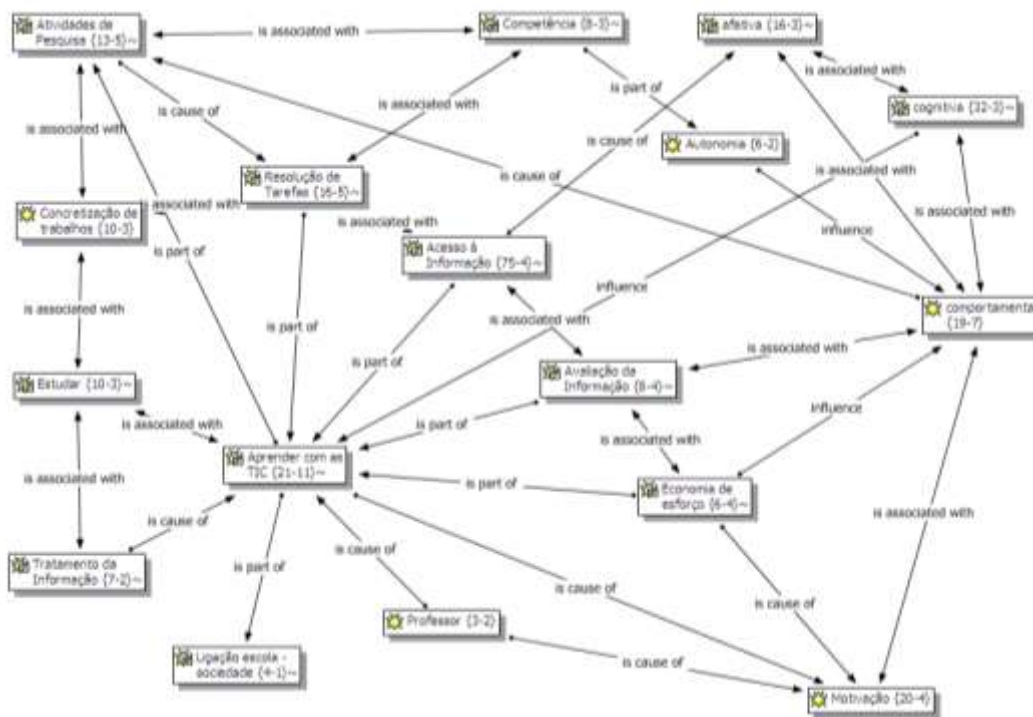 Atividades de
Pesquisa {13-5}~
is associated with
Competência {8-3}~
afetiva {16-3}~
is associated with
cognitiva {32-3}~
is associated with
is cause of
is associated with
is part of
Autonomia {6-2}
is cause of
is associated with
is cause of
Resolução de
Tarefas {16-5}~
is associated with
Concretização de
trabalhos {10-3}
is associated with
is associated with
Acesso à
Informação {75-4}~
influence
is part of
influence
comportamental
{19-7}
is associated with
is part of
is associated with
is part of
is associated with
Estudar {10-3}~
Avaliação da
Informação {8-4}~
influence
is associated with
is part of
is associated with
Aprender com as
TIC {21-11}~
is associated with
is part of
Economia de
esforço {6-4}~
is associated with
is cause of
is cause of
Tratamento da
Informação {7-2}~
is part of
is cause of
is cause of
Professor {3-2}
is cause of
Ligação escola -
sociedade {4-1}~
Motivação {20-4}